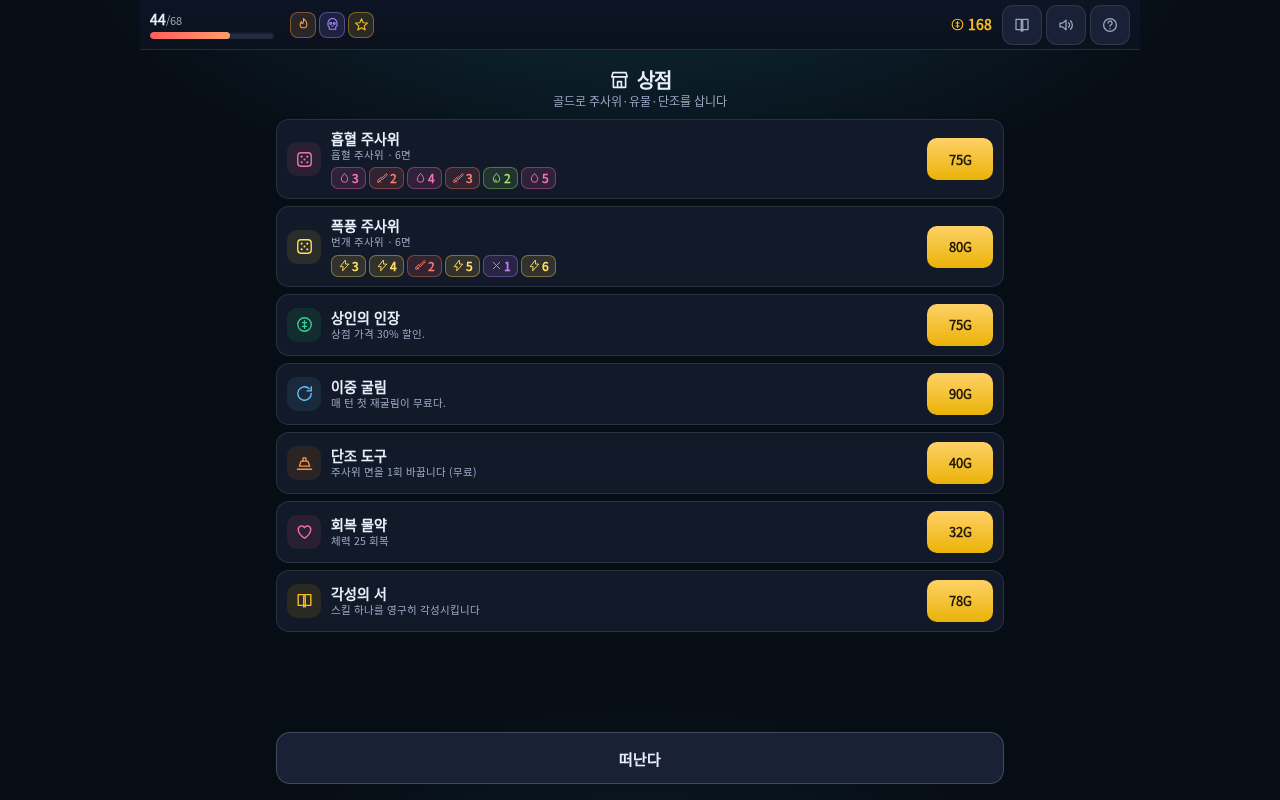 44/68
168
상점
골드로 주사위·유물·단조를 삽니다
흡혈 주사위
흡혈 주사위 · 6면
3 2 4 3 2 5
75G
폭풍 주사위
번개 주사위 · 6면
3 4 2 5 1 6
80G
상인의 인장
상점 가격 30% 할인.
75G
이중 굴림
매 턴 첫 재굴림이 무료다.
90G
단조 도구
주사위 면을 1회 바꿉니다 (무료)
40G
회복 물약
체력 25 회복
32G
각성의 서
스킬 하나를 영구히 각성시킵니다
78G
떠난다